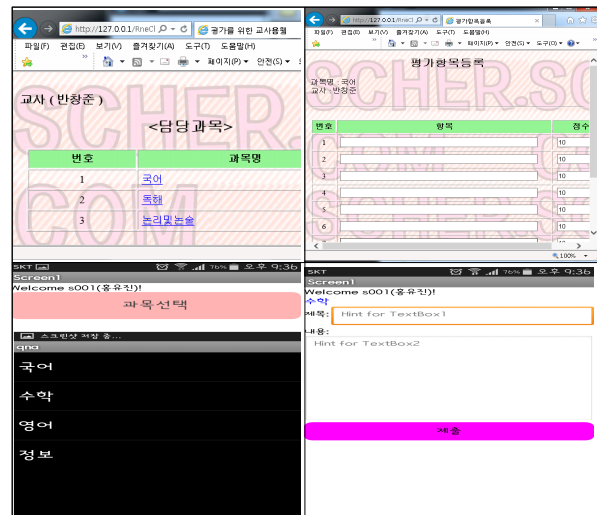 http://127.0.0.1/RneCl
평가를 위한 교사용웹
파일(F) 편집(E) 보기(V) 즐겨찾기(A) 도구(T) 도움말(H)
페이지(P) 안전(S)
교사 ( 반창준 )
<담당과목>
번호 과목명
1 국어
2 독해
3 논리및논술
SCHER.
COM
http://127.0.0.1/RneCl
평가항목등록
파일(F) 편집(E) 보기(V) 즐겨찾기(A) 도구(T) 도움말(H)
페이지(P) 안전(S) 도구(O)
평가항목등록
과목명 : 국어
교사 : 반창준
번호 항목 점수
1 10
2 10
3 10
4 10
5 10
6 10
100%
SKT 76% 오후 9:36
Screen1
Welcome s001(홍유진)!
과목선택
스크린샷 저장 중...
qna
국어
수학
영어
정보
SKT 76% 오후 9:36
Screen1
Welcome s001(홍유진)!
수학
제목: Hint for TextBox1
내용:
Hint for TextBox2
제출